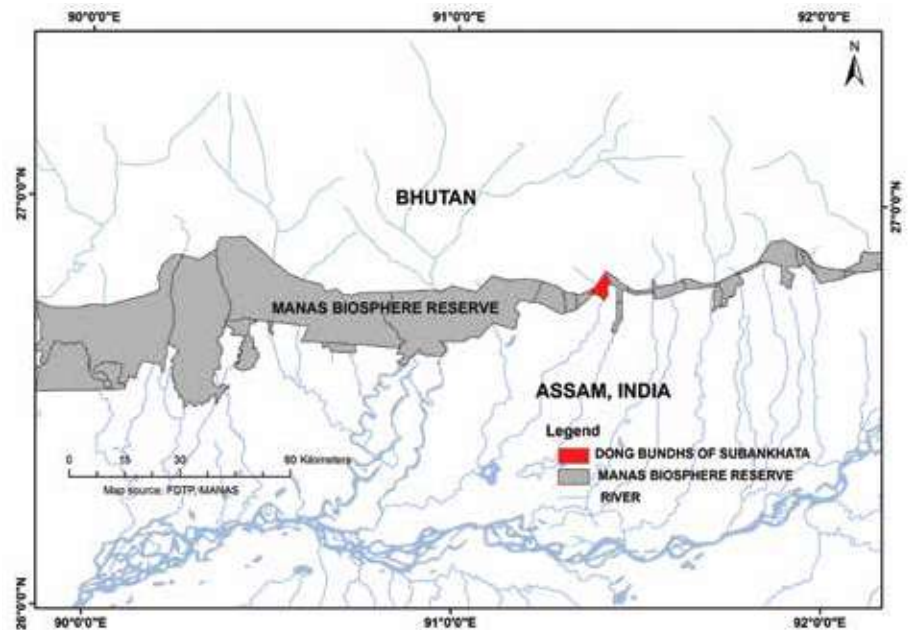 90°0'0"E 91°0'0"E 92°0'0"E
N
27°0'0"N
27°0'0"N
BHUTAN
MANAS BIOSPHERE RESERVE
ASSAM, INDIA
Legend
DONG BUNDHS OF SUBANKHATA
MANAS BIOSPHERE RESERVE
RIVER
0 15 30 60 Kilometers
Map source: FDTP, MANAS
26°0'0"N
90°0'0"E 91°0'0"E 92°0'0"E